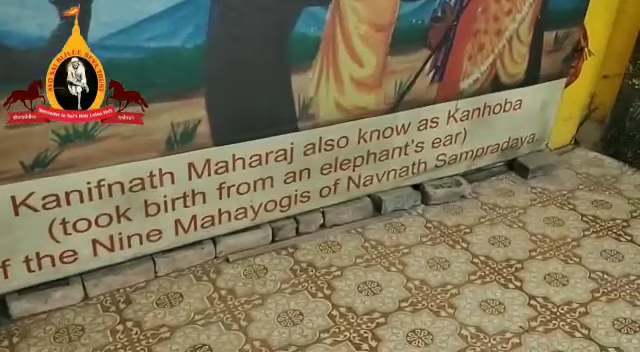 Kanifnath Maharaj also know as Kanhoba
(took birth from an elephant's ear)
f the Nine Mahayogis of Navnath Sampradaya.